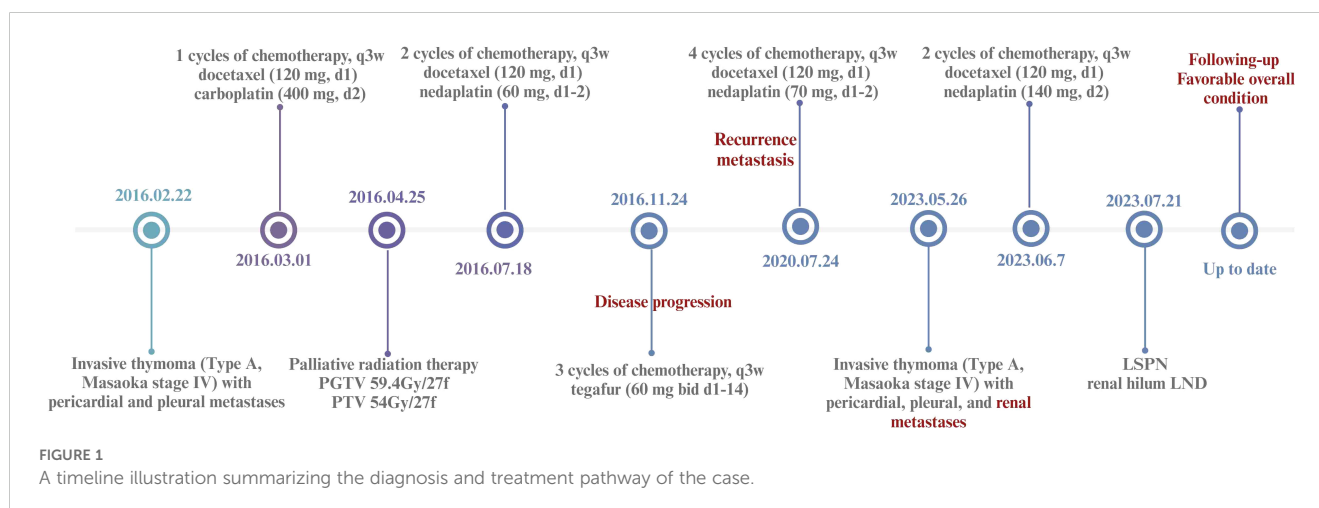 1 cycles of chemotherapy, q3w
docetaxel (120 mg, d1)
carboplatin (400 mg, d2)
2 cycles of chemotherapy, q3w
docetaxel (120 mg, d1)
nedaplatin (60 mg, d1-2)
4 cycles of chemotherapy, q3w
docetaxel (120 mg, d1)
nedaplatin (70 mg, d1-2)
2 cycles of chemotherapy, q3w
docetaxel (120 mg, d1)
nedaplatin (140 mg, d2)
Following-up
Favorable overall
condition
Recurrence
metastasis
2016.02.22
2016.03.01
2016.04.25
2016.07.18
2016.11.24
2020.07.24
2023.05.26
2023.06.7
2023.07.21
Up to date
Disease progression
Invasive thymoma (Type A,
Masaoka stage IV) with
pericardial and pleural metastases
Palliative radiation therapy
PGTV 59.4Gy/27f
PTV 54Gy/27f
3 cycles of chemotherapy, q3w
tegafur (60 mg bid d1-14)
Invasive thymoma (Type A,
Masaoka stage IV) with
pericardial, pleural, and renal
metastases
LSPN
renal hilum LND
FIGURE 1
A timeline illustration summarizing the diagnosis and treatment pathway of the case.